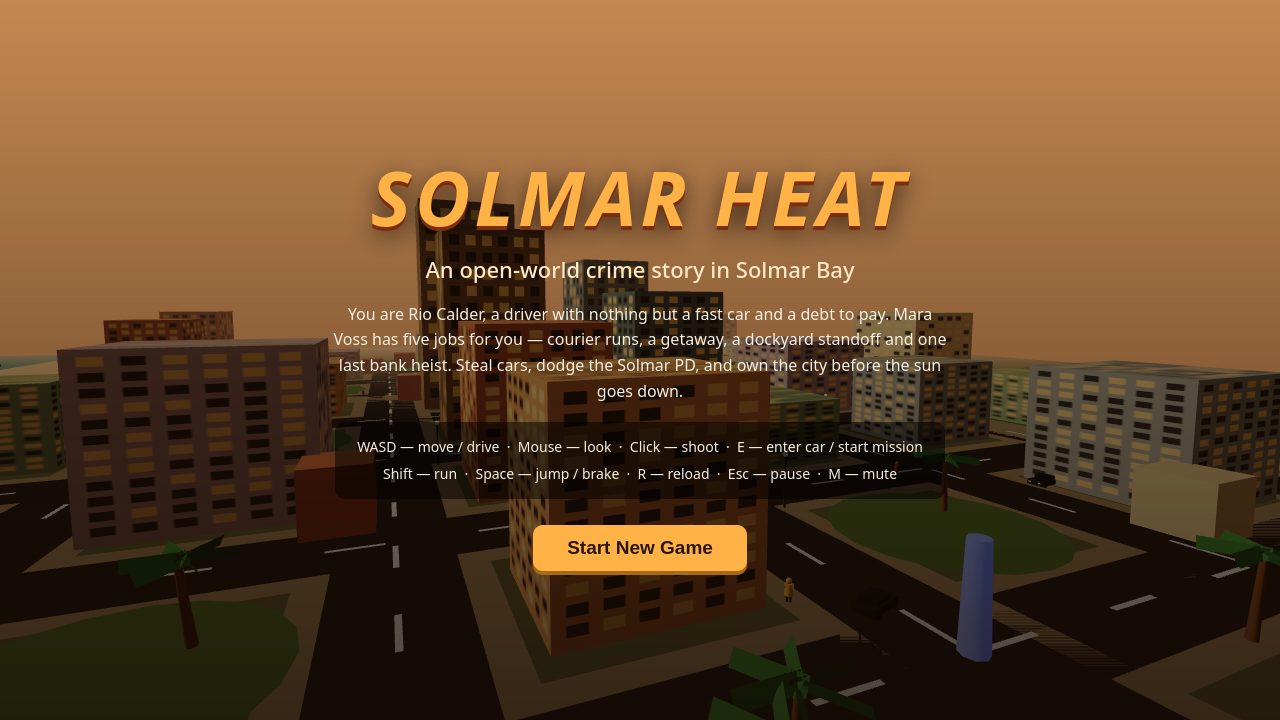 SOLMAR HEAT
An open-world crime story in Solmar Bay
You are Rio Calder, a driver with nothing but a fast car and a debt to pay. Mara
Voss has five jobs for you — courier runs, a getaway, a dockyard standoff and one
last bank heist. Steal cars, dodge the Solmar PD, and own the city before the sun
goes down.
WASD — move / drive · Mouse — look · Click — shoot · E — enter car / start mission
Shift — run · Space — jump / brake · R — reload · Esc — pause · M — mute
Start New Game